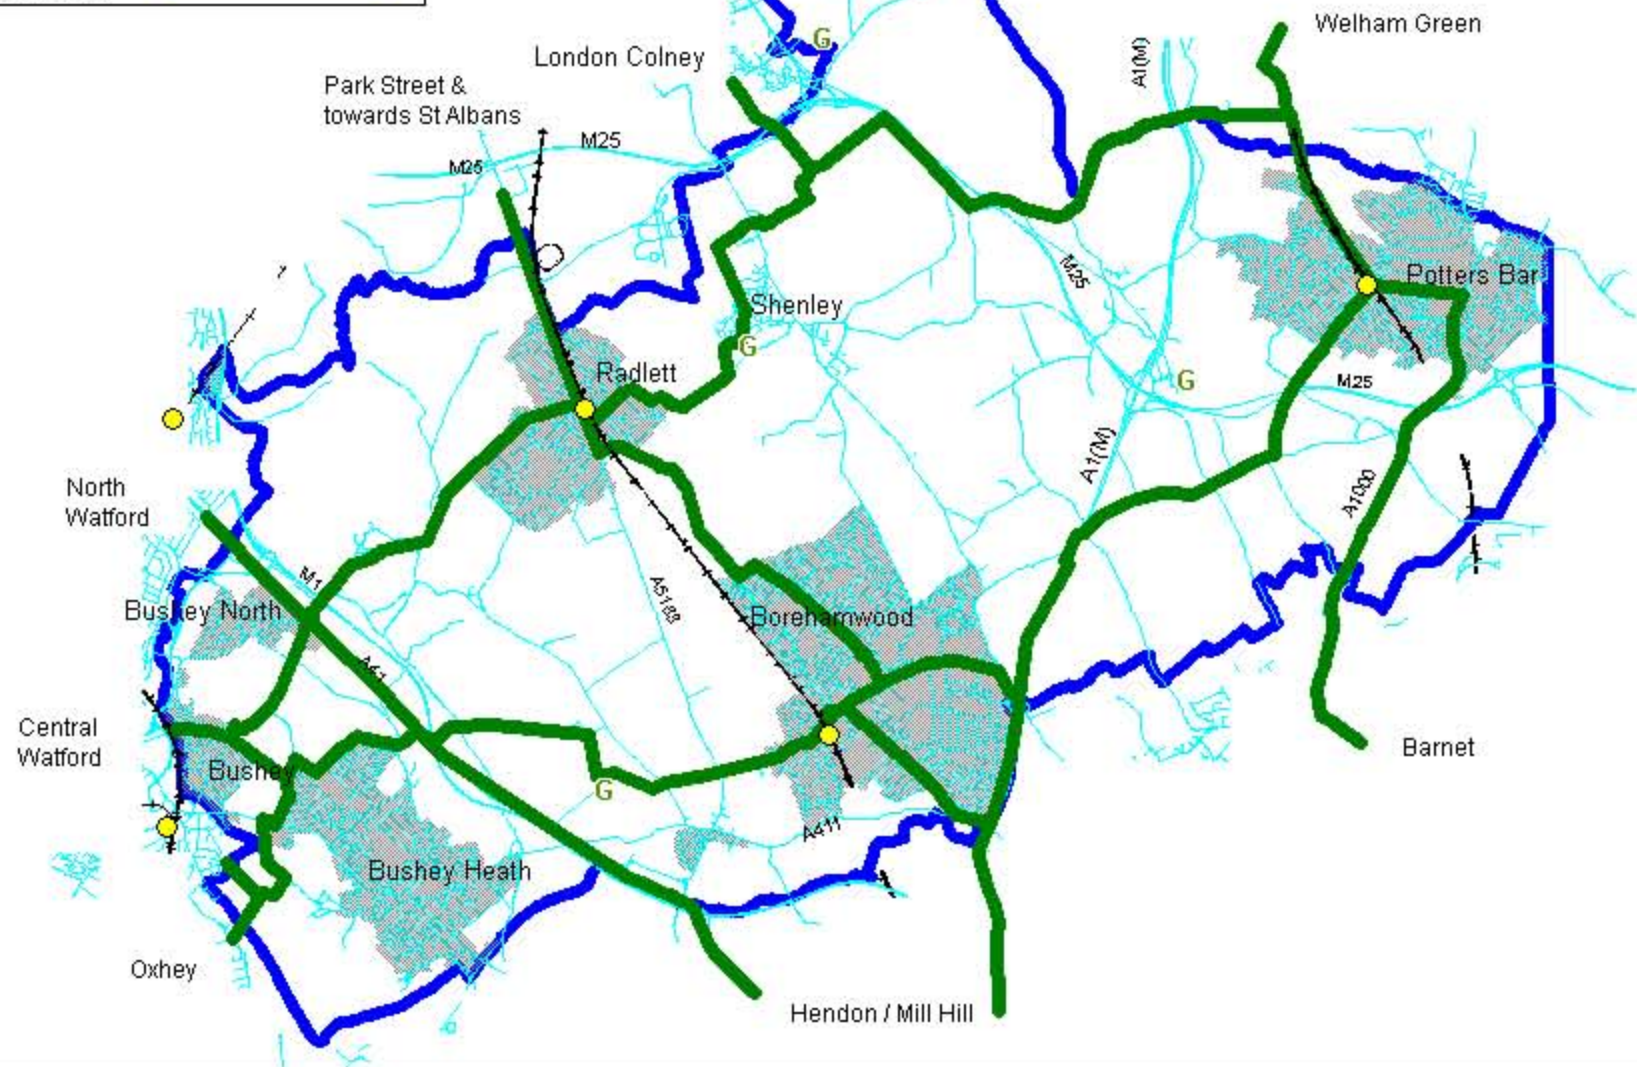 Welham Green
G
London Colney
A1(M)
Park Street &
towards St Albans
M25
M25
M25
Potters Bar
Shenley
G
Radlett
G
M25
A1(M)
North
Watford
A1000
M1
Bushey North
A5183
Borehamwood
A41
Central
Watford
Barnet
Bushey
G
A411
Bushey Heath
Oxhey
Hendon / Mill Hill